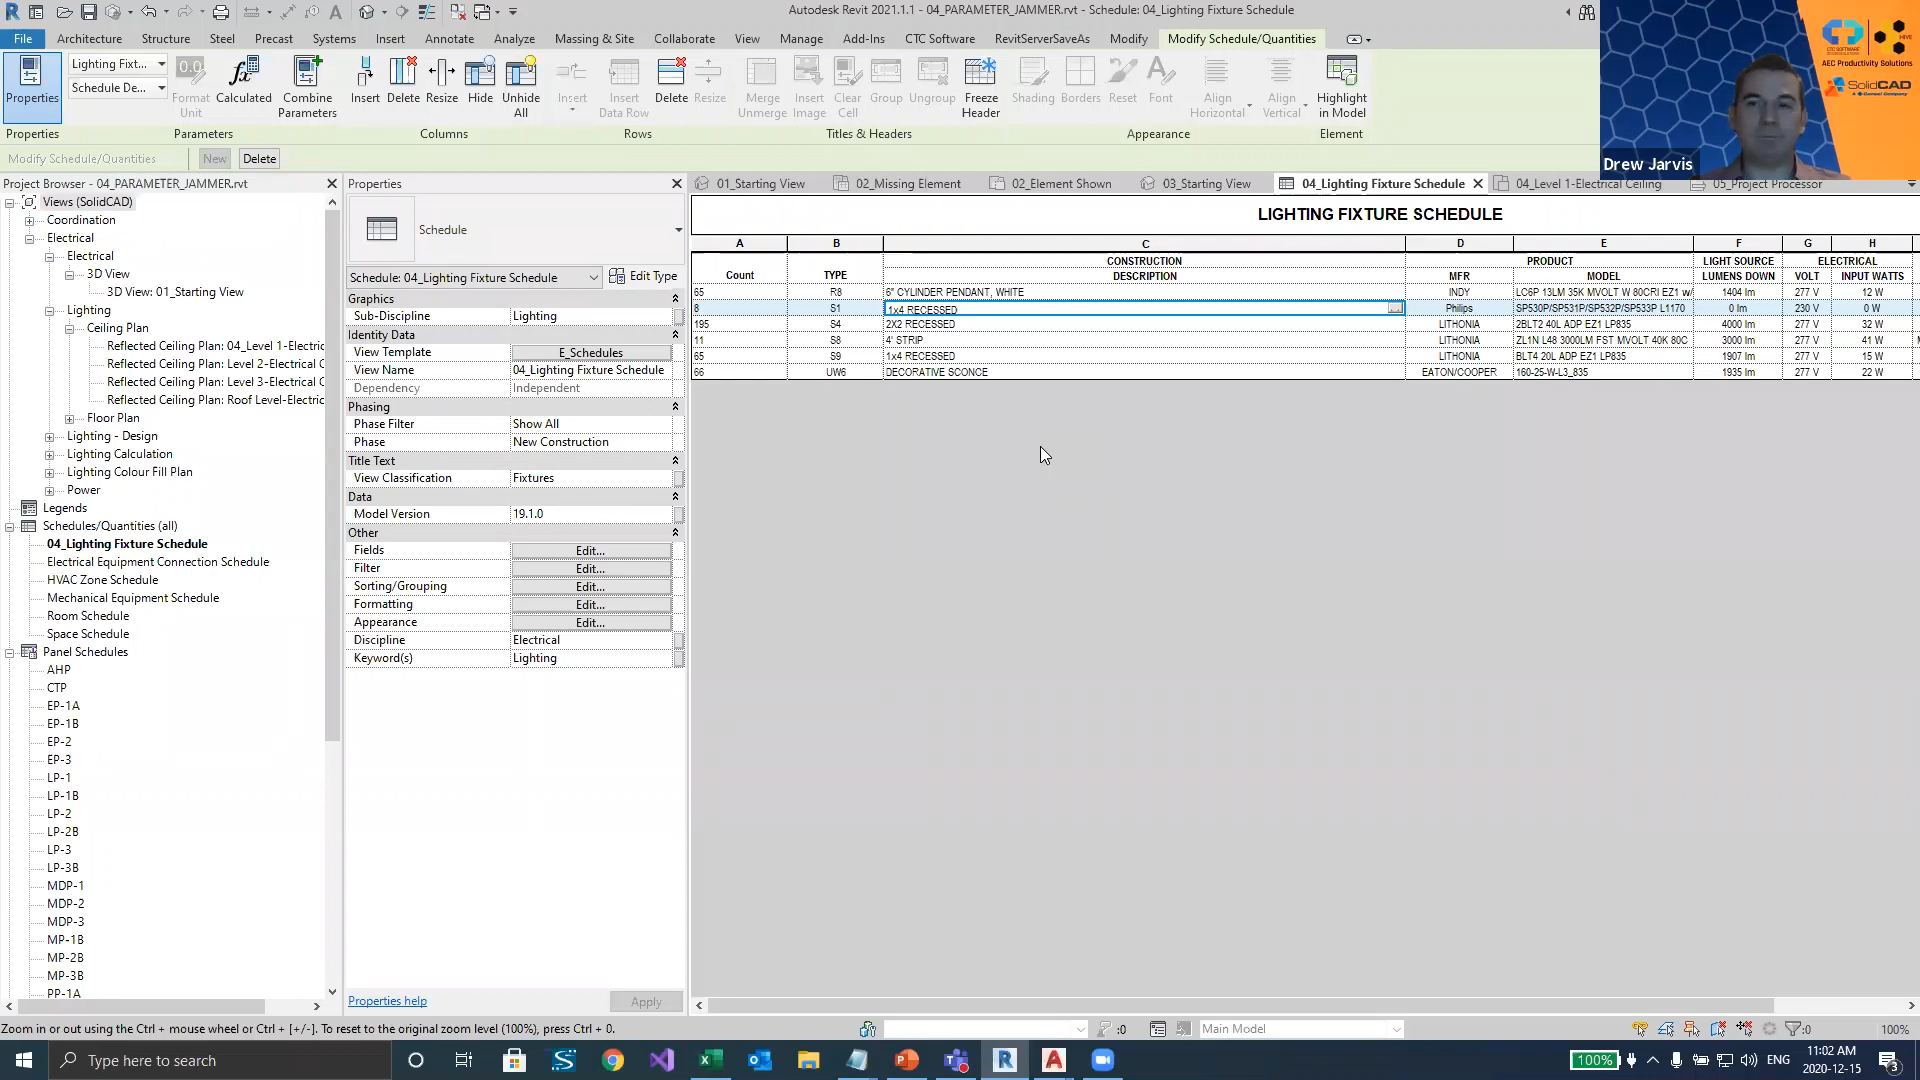 Autodesk Revit 2021.1.1 - 04_PARAMETER_JAMMER.rvt - Schedule: 04_Lighting Fixture Schedule
File Architecture Structure Steel Precast Systems Insert Annotate Analyze Massing & Site Collaborate View Manage Add-Ins CTC Software RevitServerSaveAs Modify Modify Schedule/Quantities
Lighting Fixt...
Schedule De...
Properties Format Unit Calculated Combine Parameters Insert Delete Resize Hide Unhide All Insert Insert Data Row Delete Resize Merge Unmerge Insert Image Clear Cell Group Ungroup Freeze Header Shading Borders Reset Font Align Horizontal Align Vertical Highlight in Model
Properties Parameters Columns Rows Titles & Headers Appearance Element
Modify Schedule/Quantities New Delete
CTC SOFTWARE HIVE
AEC Productivity Solutions
SolidCAD
Drew Jarvis
Project Browser - 04_PARAMETER_JAMMER.rvt
Views (SolidCAD)
Coordination
Electrical
Electrical
3D View
3D View: 01_Starting View
Lighting
Ceiling Plan
Reflected Ceiling Plan: 04_Level 1-Electric
Reflected Ceiling Plan: Level 2-Electrical C
Reflected Ceiling Plan: Level 3-Electrical C
Reflected Ceiling Plan: Roof Level-Electric
Floor Plan
Lighting - Design
Lighting Calculation
Lighting Colour Fill Plan
Power
Legends
Schedules/Quantities (all)
04_Lighting Fixture Schedule
Electrical Equipment Connection Schedule
HVAC Zone Schedule
Mechanical Equipment Schedule
Room Schedule
Space Schedule
Panel Schedules
AHP
CTP
EP-1A
EP-1B
EP-2
EP-3
LP-1
LP-1B
LP-2
LP-2B
LP-3
LP-3B
MDP-1
MDP-2
MDP-3
MP-1B
MP-2B
MP-3B
PP-1A
Properties
Schedule
Schedule: 04_Lighting Fixture Schedule Edit Type
Graphics
Sub-Discipline Lighting
Identity Data
View Template E_Schedules
View Name 04_Lighting Fixture Schedule
Dependency Independent
Phasing
Phase Filter Show All
Phase New Construction
Title Text
View Classification Fixtures
Data
Model Version 19.1.0
Other
Fields Edit...
Filter Edit...
Sorting/Grouping Edit...
Formatting Edit...
Appearance Edit...
Discipline Electrical
Keyword(s) Lighting
Properties help Apply
01_Starting View 02_Missing Element 02_Element Shown 03_Starting View 04_Lighting Fixture Schedule 04_Level 1-Electrical Ceiling 05_Project Processor
LIGHTING FIXTURE SCHEDULE
A B C D E F G H
CONSTRUCTION PRODUCT LIGHT SOURCE ELECTRICAL
Count TYPE DESCRIPTION MFR MODEL LUMENS DOWN VOLT INPUT WATTS
65 R8 6" CYLINDER PENDANT, WHITE INDY LC6P 13LM 35K MVOLT W 80CRI EZ1 w/ 1404 lm 277 V 12 W
8 S1 1x4 RECESSED Philips SP530P/SP531P/SP532P/SP533P L1170 0 lm 230 V 0 W
195 S4 2X2 RECESSED LITHONIA 2BLT2 40L ADP EZ1 LP835 4000 lm 277 V 32 W
11 S8 4' STRIP LITHONIA ZL1N L48 3000LM FST MVOLT 40K 80C 3000 lm 277 V 41 W
65 S9 1x4 RECESSED LITHONIA BLT4 20L ADP EZ1 LP835 1907 lm 277 V 15 W
66 UW6 DECORATIVE SCONCE EATON/COOPER 160-25-W-L3_835 1935 lm 277 V 22 W
Zoom in or out using the Ctrl + mouse wheel or Ctrl + [+/-]. To reset to the original zoom level (100%), press Ctrl + 0.
:0 Main Model :0 100%
Type here to search
100% ENG 11:02 AM
2020-12-15
3